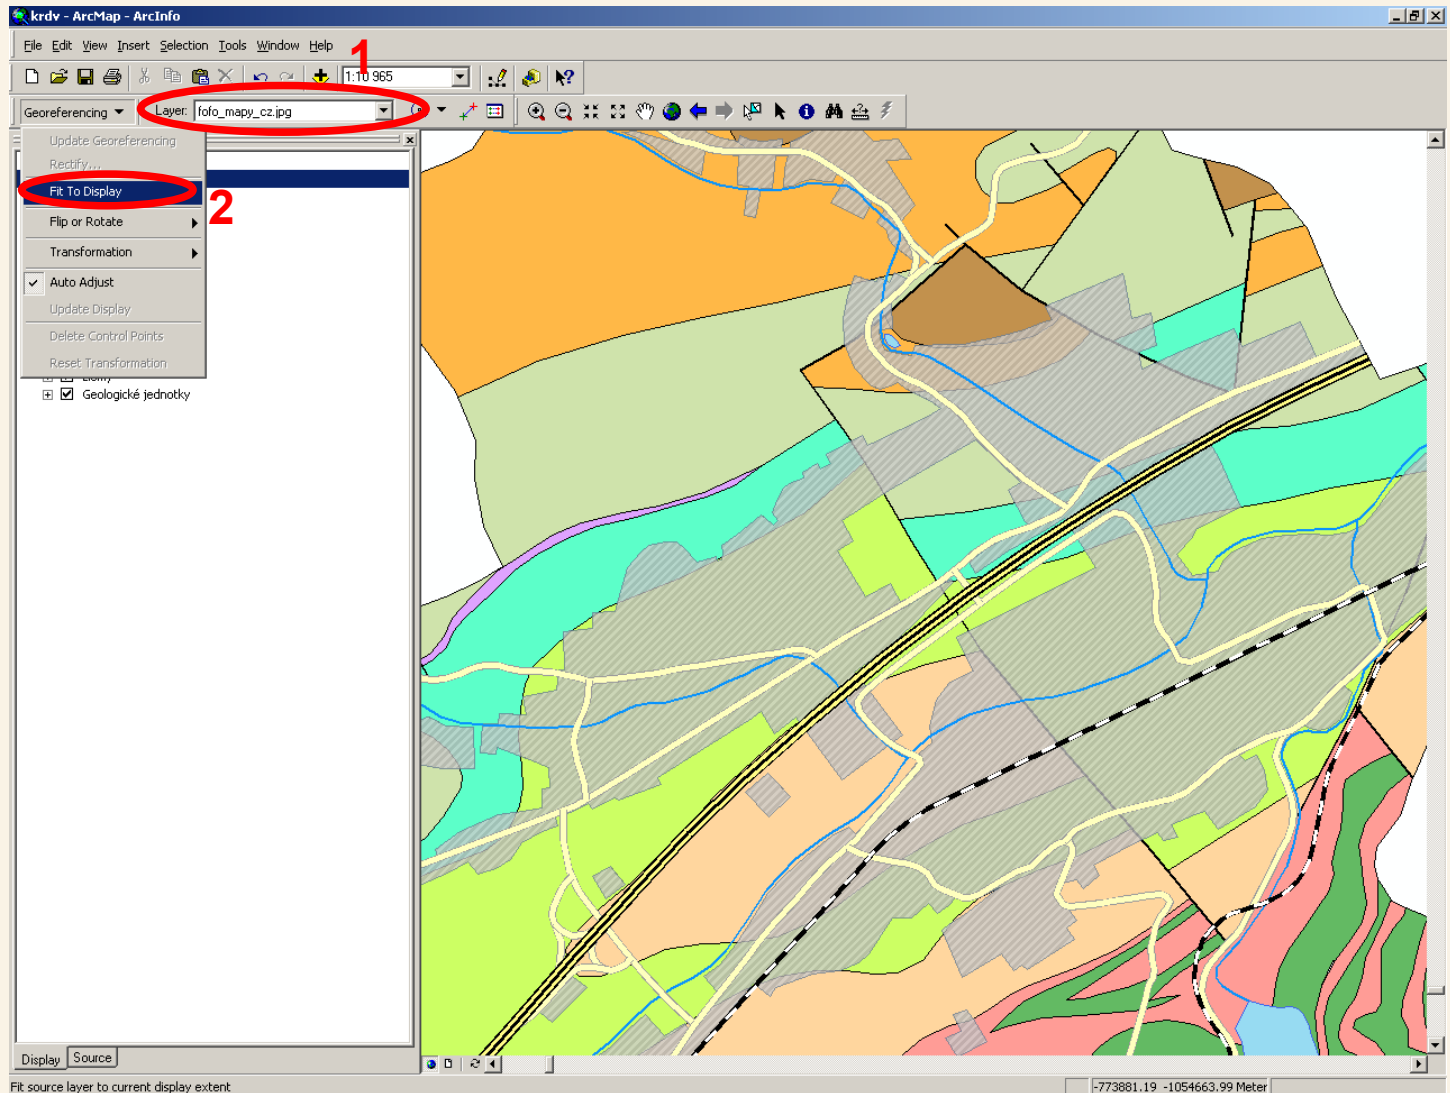 krdv - ArcMap - ArcInfo
File Edit View Insert Selection Tools Window Help
1
1:10 965
Georeferencing Layer: fofo_mapy_cz.jpg
Update Georeferencing
Rectify...
Fit To Display
2
Flip or Rotate
Transformation
Auto Adjust
Update Display
Delete Control Points
Reset Transformation
Geologické jednotky
Display Source
Fit source layer to current display extent
-773881.19 -1054663.99 Meter